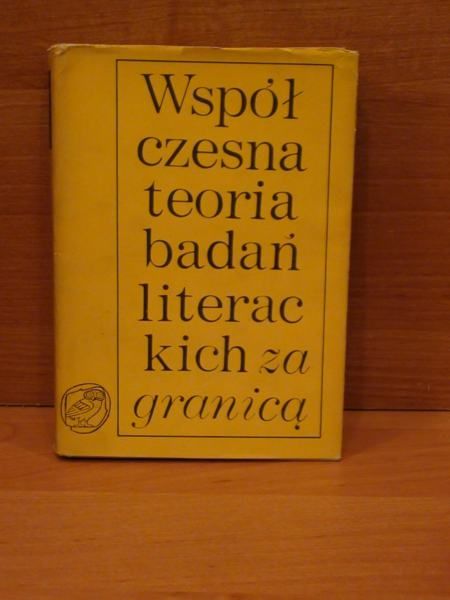 Współ
czesna
teoria
badań
literac
kich za
granicą